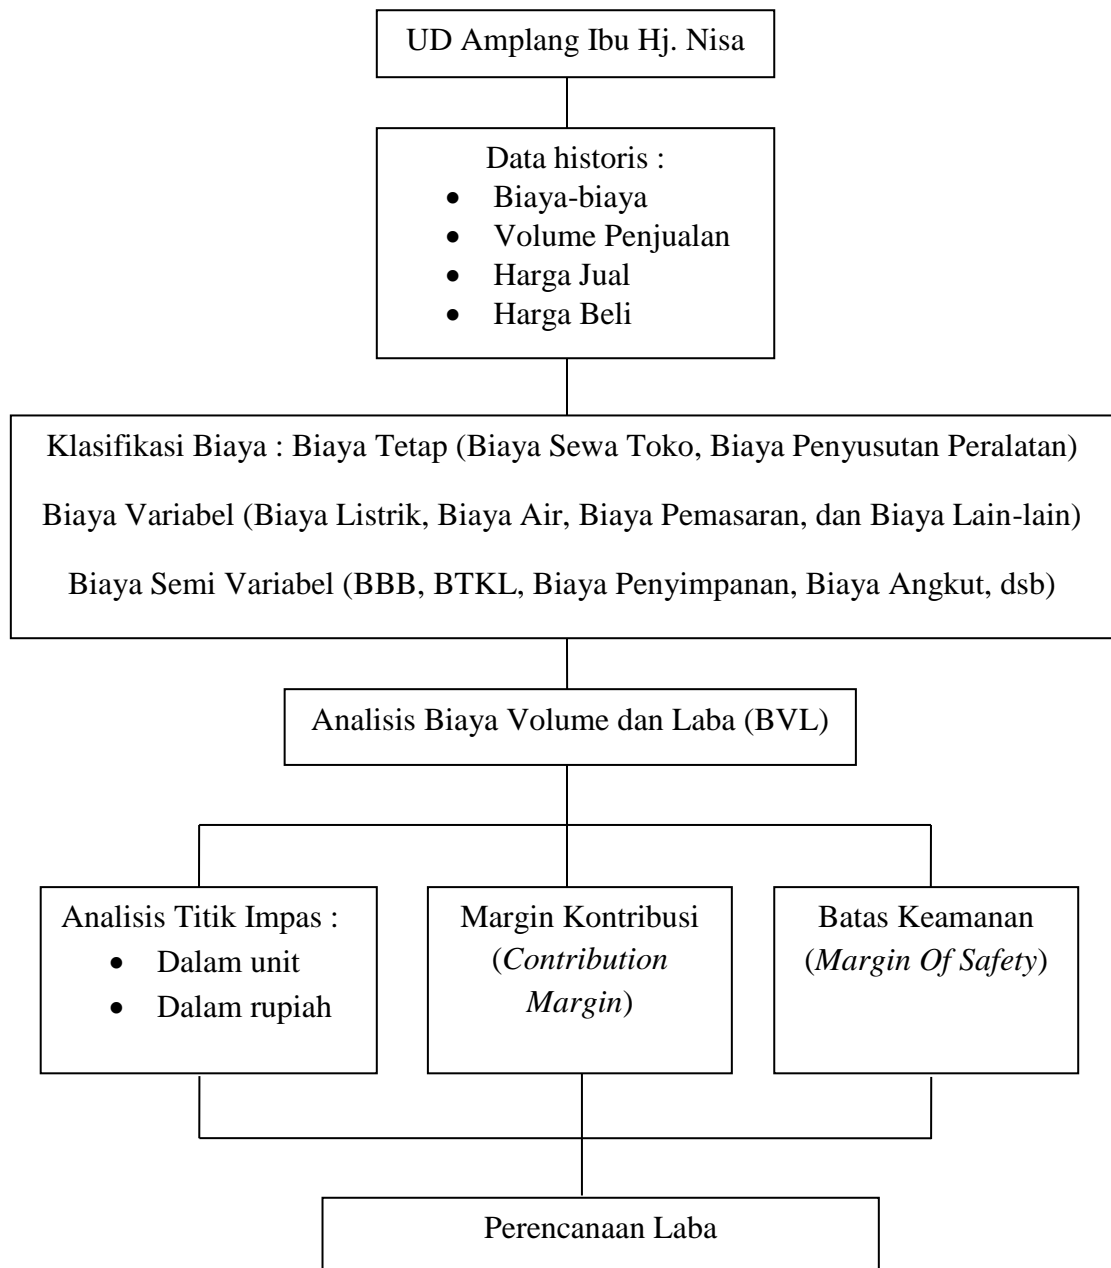 UD Amplang Ibu Hj. Nisa
Data historis :
• Biaya-biaya
• Volume Penjualan
• Harga Jual
• Harga Beli
Klasifikasi Biaya : Biaya Tetap (Biaya Sewa Toko, Biaya Penyusutan Peralatan)
Biaya Variabel (Biaya Listrik, Biaya Air, Biaya Pemasaran, dan Biaya Lain-lain)
Biaya Semi Variabel (BBB, BTKL, Biaya Penyimpanan, Biaya Angkut, dsb)
Analisis Biaya Volume dan Laba (BVL)
Analisis Titik Impas :
• Dalam unit
• Dalam rupiah
Margin Kontribusi
(Contribution
Margin)
Batas Keamanan
(Margin Of Safety)
Perencanaan Laba